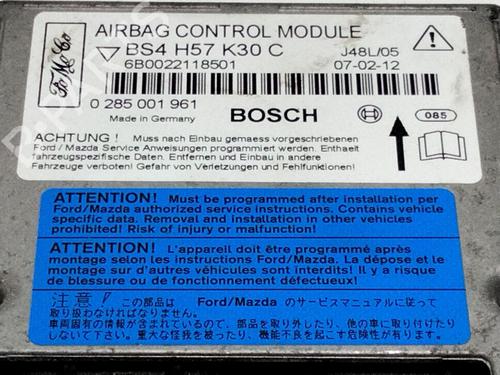 AIRBAG CONTROL MODULE
BS4 H57 K30 C
J48L/05
6B0022118501
07-02-12
0 285 001 961
BOSCH
Made in Germany
085
ACHTUNG ! Muss nach Einbau gemaess vorgeschriebenen
Ford / Mazda Service Anweisungen programmiert werden. Enthaelt
fahrzeugspezifische Daten. Entfernen und Einbau in andere
Fahrzeuge verboten! Gefahr von Verletzungen und Fehlfunktionen!
ATTENTION! Must be programmed after installation per
Ford/Mazda authorized service instructions. Contains vehicle
specific data. Removal and installation in other vehicles
prohibited! Risk of injury or malfunction!
ATTENTION! L'appareil doit être programmé après
montage selon les instructions Ford/Mazda. La dépose et le
montage sur d'autres véhicules sont interdits! Il y a risque
de blessure ou de fonctionnement défectueux!
注意! この部品は Ford/Mazda のサービスマニュアルに従って
取り扱わなければなりません。
車両固有の情報が含まれているので、部品を取り外したり、他の車に取り付けたり
しないで下さい。重大な怪我を被ったり、機能不良を起こす危険性が有ります。